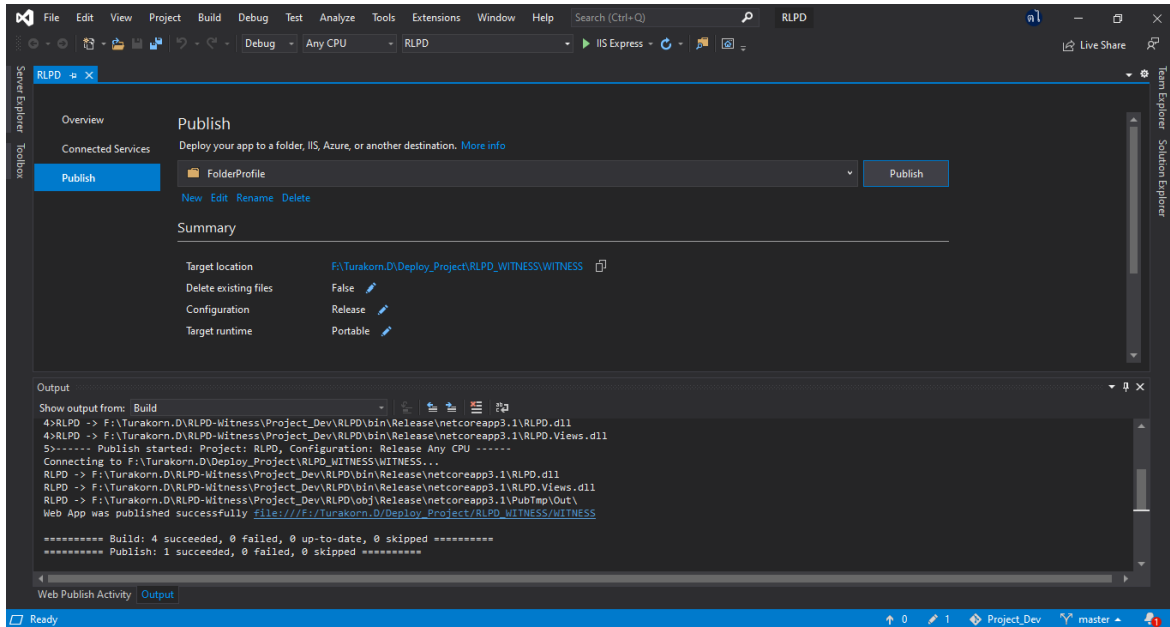 File Edit View Project Build Debug Test Analyze Tools Extensions Window Help Search (Ctrl+Q) RLPD
Debug Any CPU RLPD IIS Express Live Share
Server Explorer
Toolbox
Team Explorer
Solution Explorer
RLPD
Overview
Connected Services
Publish
Publish
Deploy your app to a folder, IIS, Azure, or another destination. More info
FolderProfile Publish
New Edit Rename Delete
Summary
Target location F:\Turakorn.D\Deploy_Project\RLPD_WITNESS\WITNESS
Delete existing files False
Configuration Release
Target runtime Portable
Output
Show output from: Build
4>RLPD -> F:\Turakorn.D\RLPD-Witness\Project_Dev\RLPD\bin\Release\netcoreapp3.1\RLPD.dll
4>RLPD -> F:\Turakorn.D\RLPD-Witness\Project_Dev\RLPD\bin\Release\netcoreapp3.1\RLPD.Views.dll
5>------ Publish started: Project: RLPD, Configuration: Release Any CPU ------
Connecting to F:\Turakorn.D\Deploy_Project\RLPD_WITNESS\WITNESS...
RLPD -> F:\Turakorn.D\RLPD-Witness\Project_Dev\RLPD\bin\Release\netcoreapp3.1\RLPD.dll
RLPD -> F:\Turakorn.D\RLPD-Witness\Project_Dev\RLPD\bin\Release\netcoreapp3.1\RLPD.Views.dll
RLPD -> F:\Turakorn.D\RLPD-Witness\Project_Dev\RLPD\obj\Release\netcoreapp3.1\PubTmp\Out\
Web App was published successfully file:///F:/Turakorn.D/Deploy_Project/RLPD_WITNESS/WITNESS
========== Build: 4 succeeded, 0 failed, 0 up-to-date, 0 skipped ==========
========== Publish: 1 succeeded, 0 failed, 0 skipped ==========
Web Publish Activity Output
Ready 0 1 Project_Dev master 1